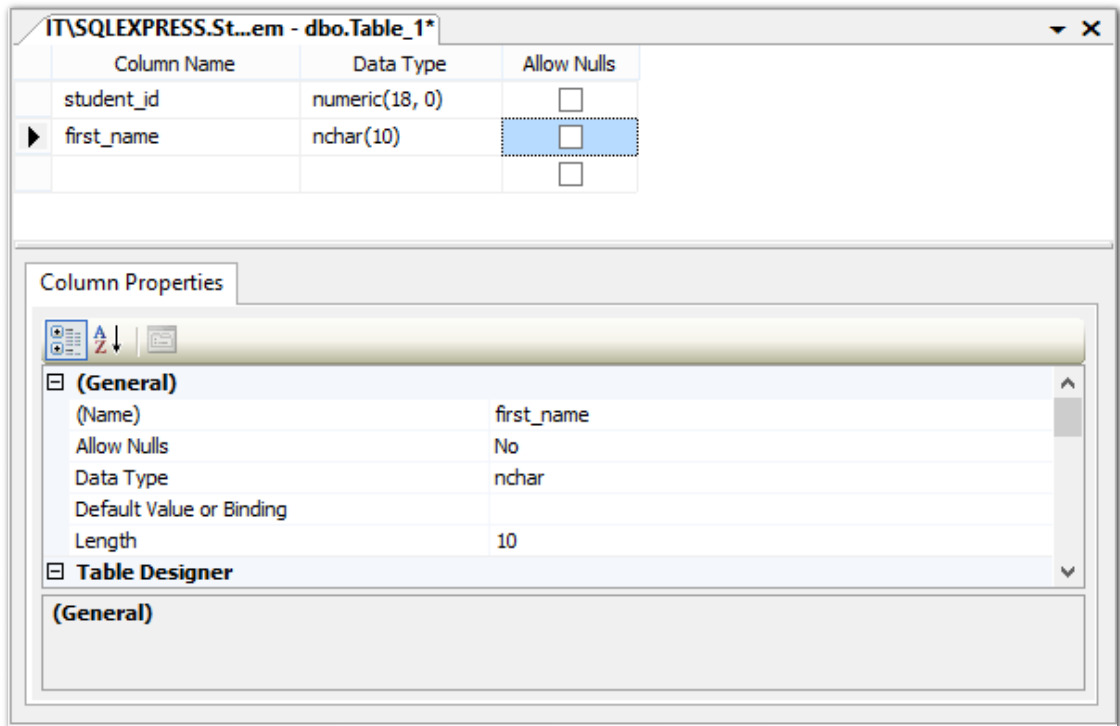 IT\SQLEXPRESS.St...em - dbo.Table_1*
Column Name Data Type Allow Nulls
student_id numeric(18, 0)
first_name nchar(10)
Column Properties
(General)
(Name) first_name
Allow Nulls No
Data Type nchar
Default Value or Binding
Length 10
Table Designer
(General)